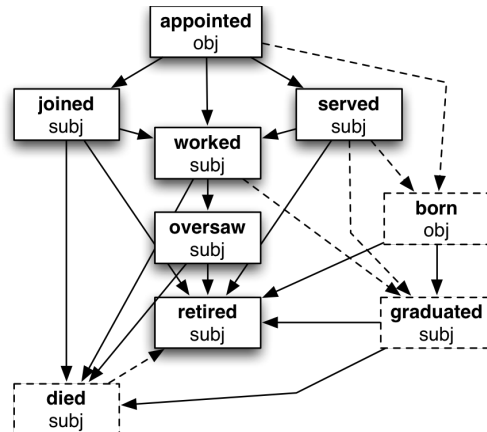 appointed
obj
joined
subj
served
subj
worked
subj
born
obj
oversaw
subj
retired
subj
graduated
subj
died
subj